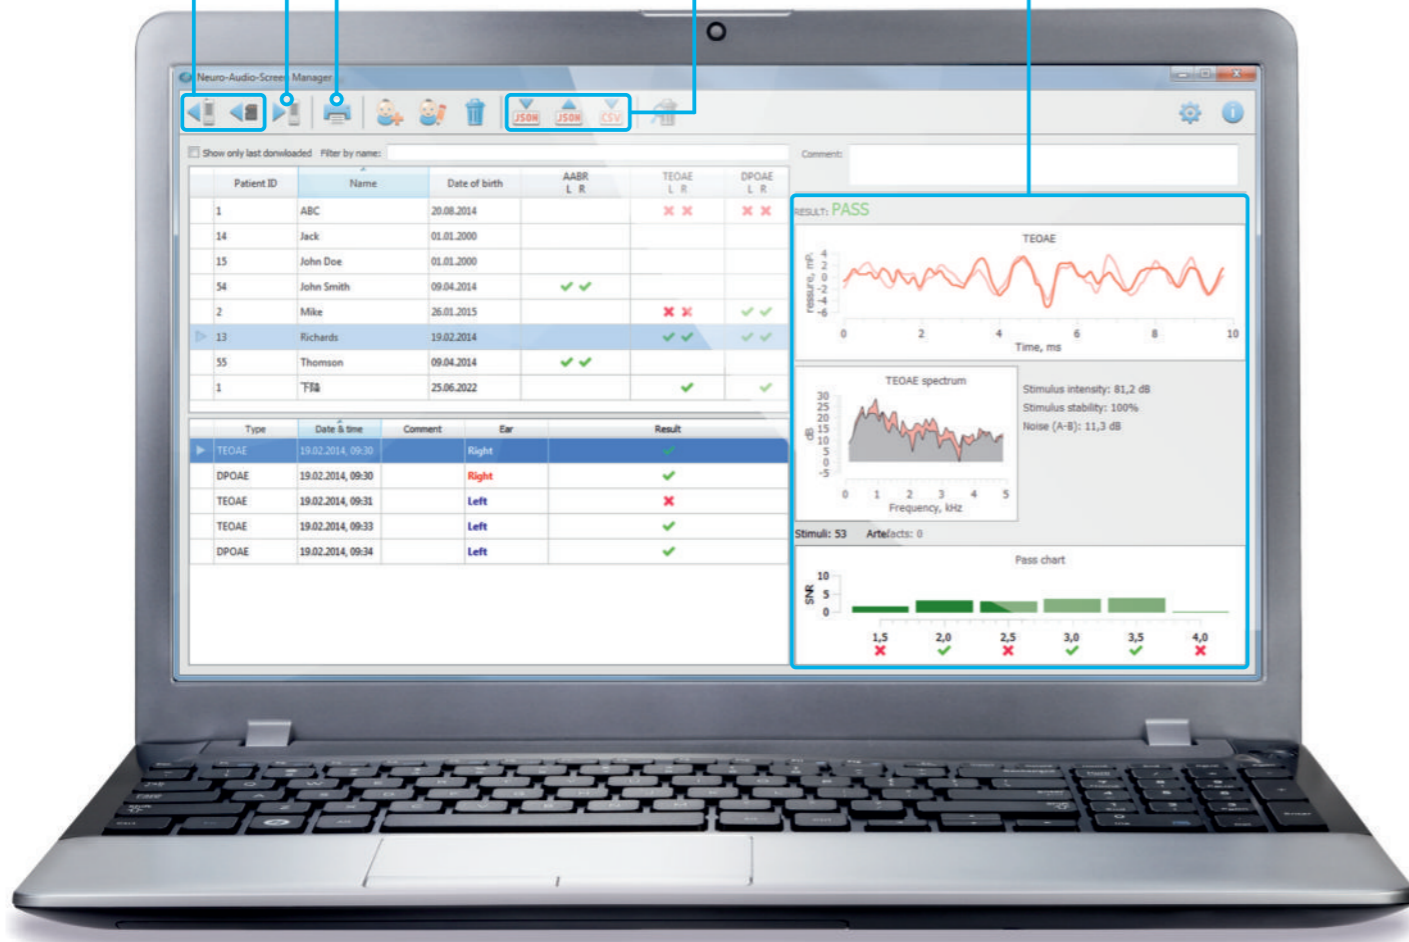 Neuro-Audio-Screen Manager
JSON JSON CSV
Show only last donwloaded Filter by name:
Comment:
Patient ID Name Date of birth AABR L R TEOAE L R DPOAE L R
1 ABC 20.08.2014
14 Jack 01.01.2000
15 John Doe 01.01.2000
54 John Smith 09.04.2014
2 Mike 26.01.2015
13 Richards 19.02.2014
55 Thomson 09.04.2014
1 下降 25.06.2022
Type Date & time Comment Ear Result
TEOAE 19.02.2014, 09:30 Right
DPOAE 19.02.2014, 09:30 Right
TEOAE 19.02.2014, 09:31 Left
TEOAE 19.02.2014, 09:33 Left
DPOAE 19.02.2014, 09:34 Left
RESULT: PASS
TEOAE
ressure, mP.
4
2
0
-2
-4
-6
0 2 4 6 8 10
Time, ms
TEOAE spectrum
dB
30
25
20
15
10
5
0
-5
0 1 2 3 4 5
Frequency, kHz
Stimulus intensity: 81,2 dB
Stimulus stability: 100%
Noise (A-B): 11,3 dB
Stimuli: 53 Artefacts: 0
Pass chart
SNR
10
5
0
1,5 2,0 2,5 3,0 3,5 4,0